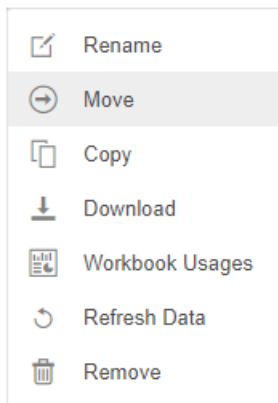 Rename
Move
Copy
Download
Workbook Usages
Refresh Data
Remove